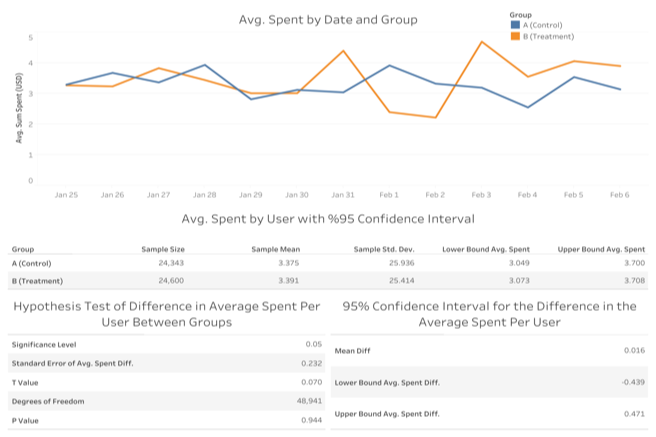 Avg. Spent by Date and Group
Group
A (Control)
B (Treatment)
Avg. Sum Spent (USD)
5
4
3
2
1
0
Jan 25 Jan 26 Jan 27 Jan 28 Jan 29 Jan 30 Jan 31 Feb 1 Feb 2 Feb 3 Feb 4 Feb 5 Feb 6
Avg. Spent by User with %95 Confidence Interval
Group Sample Size Sample Mean Sample Std. Dev. Lower Bound Avg. Spent Upper Bound Avg. Spent
A (Control) 24,343 3.375 25.936 3.049 3.700
B (Treatment) 24,600 3.391 25.414 3.073 3.708
Hypothesis Test of Difference in Average Spent Per
User Between Groups
Significance Level 0.05
Standard Error of Avg. Spent Diff. 0.232
T Value 0.070
Degrees of Freedom 48,941
P Value 0.944
95% Confidence Interval for the Difference in the
Average Spent Per User
Mean Diff 0.016
Lower Bound Avg. Spent Diff. -0.439
Upper Bound Avg. Spent Diff. 0.471